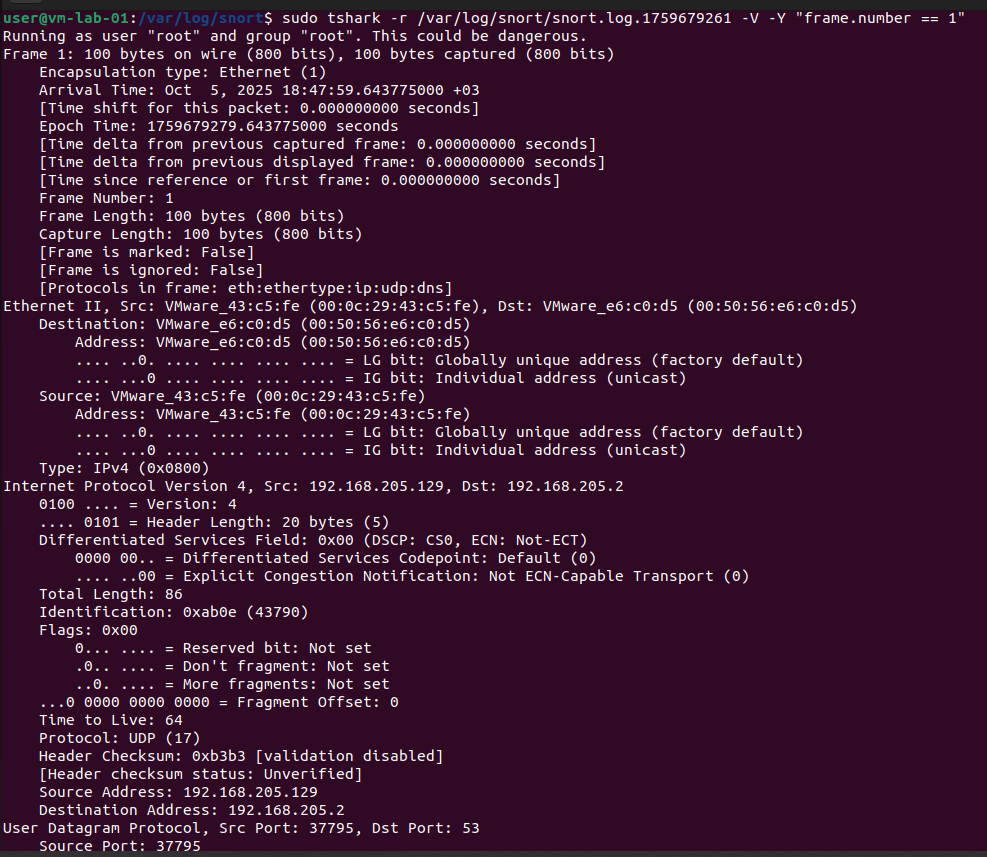 user@vm-lab-01:/var/log/snort$ sudo tshark -r /var/log/snort/snort.log.1759679261 -V -Y "frame.number == 1"
Running as user "root" and group "root". This could be dangerous.
Frame 1: 100 bytes on wire (800 bits), 100 bytes captured (800 bits)
    Encapsulation type: Ethernet (1)
    Arrival Time: Oct  5, 2025 18:47:59.643775000 +03
    [Time shift for this packet: 0.000000000 seconds]
    Epoch Time: 1759679279.643775000 seconds
    [Time delta from previous captured frame: 0.000000000 seconds]
    [Time delta from previous displayed frame: 0.000000000 seconds]
    [Time since reference or first frame: 0.000000000 seconds]
    Frame Number: 1
    Frame Length: 100 bytes (800 bits)
    Capture Length: 100 bytes (800 bits)
    [Frame is marked: False]
    [Frame is ignored: False]
    [Protocols in frame: eth:ethertype:ip:udp:dns]
Ethernet II, Src: VMware_43:c5:fe (00:0c:29:43:c5:fe), Dst: VMware_e6:c0:d5 (00:50:56:e6:c0:d5)
    Destination: VMware_e6:c0:d5 (00:50:56:e6:c0:d5)
        Address: VMware_e6:c0:d5 (00:50:56:e6:c0:d5)
        .... ..0. .... .... .... .... = LG bit: Globally unique address (factory default)
        .... ...0 .... .... .... .... = IG bit: Individual address (unicast)
    Source: VMware_43:c5:fe (00:0c:29:43:c5:fe)
        Address: VMware_43:c5:fe (00:0c:29:43:c5:fe)
        .... ..0. .... .... .... .... = LG bit: Globally unique address (factory default)
        .... ...0 .... .... .... .... = IG bit: Individual address (unicast)
    Type: IPv4 (0x0800)
Internet Protocol Version 4, Src: 192.168.205.129, Dst: 192.168.205.2
    0100 .... = Version: 4
    .... 0101 = Header Length: 20 bytes (5)
    Differentiated Services Field: 0x00 (DSCP: CS0, ECN: Not-ECT)
        0000 00.. = Differentiated Services Codepoint: Default (0)
        .... ..00 = Explicit Congestion Notification: Not ECN-Capable Transport (0)
    Total Length: 86
    Identification: 0xab0e (43790)
    Flags: 0x00
        0... .... = Reserved bit: Not set
        .0.. .... = Don't fragment: Not set
        ..0. .... = More fragments: Not set
    ...0 0000 0000 0000 = Fragment Offset: 0
    Time to Live: 64
    Protocol: UDP (17)
    Header Checksum: 0xb3b3 [validation disabled]
    [Header checksum status: Unverified]
    Source Address: 192.168.205.129
    Destination Address: 192.168.205.2
User Datagram Protocol, Src Port: 37795, Dst Port: 53
    Source Port: 37795